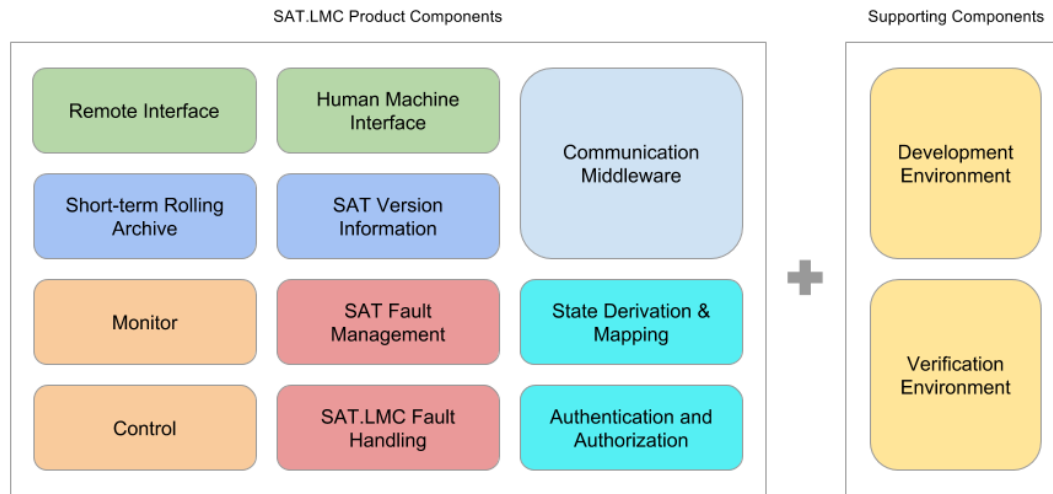 SAT.LMC Product Components
Supporting Components
Remote Interface
Human Machine
Interface
Communication
Middleware
Development
Environment
Short-term Rolling
Archive
SAT Version
Information
Monitor
SAT Fault
Management
State Derivation &
Mapping
Verification
Environment
Control
SAT.LMC Fault
Handling
Authentication and
Authorization